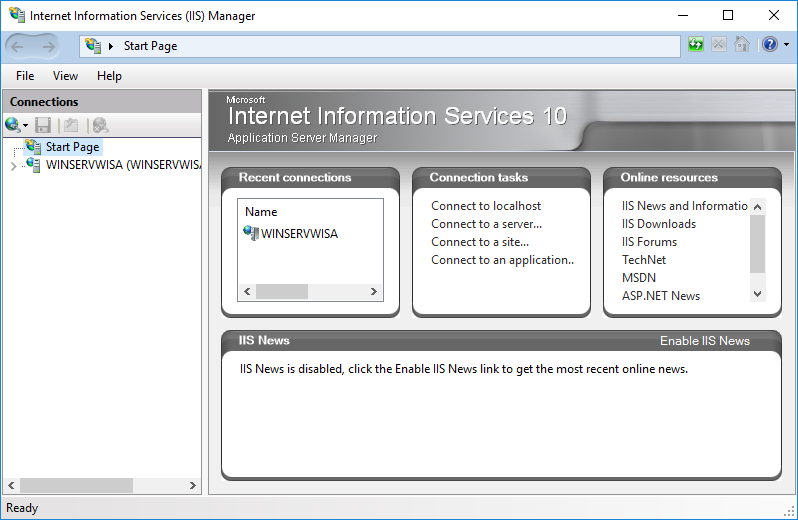 Internet Information Services (IIS) Manager
Start Page
File View Help
Connections
Start Page
WINSERVWISA (WINSERVWISA
Microsoft
Internet Information Services 10
Application Server Manager
Recent connections
Name
WINSERVWISA
Connection tasks
Connect to localhost
Connect to a server...
Connect to a site...
Connect to an application..
Online resources
IIS News and Informatio
IIS Downloads
IIS Forums
TechNet
MSDN
ASP.NET News
IIS News
Enable IIS News
IIS News is disabled, click the Enable IIS News link to get the most recent online news.
Ready